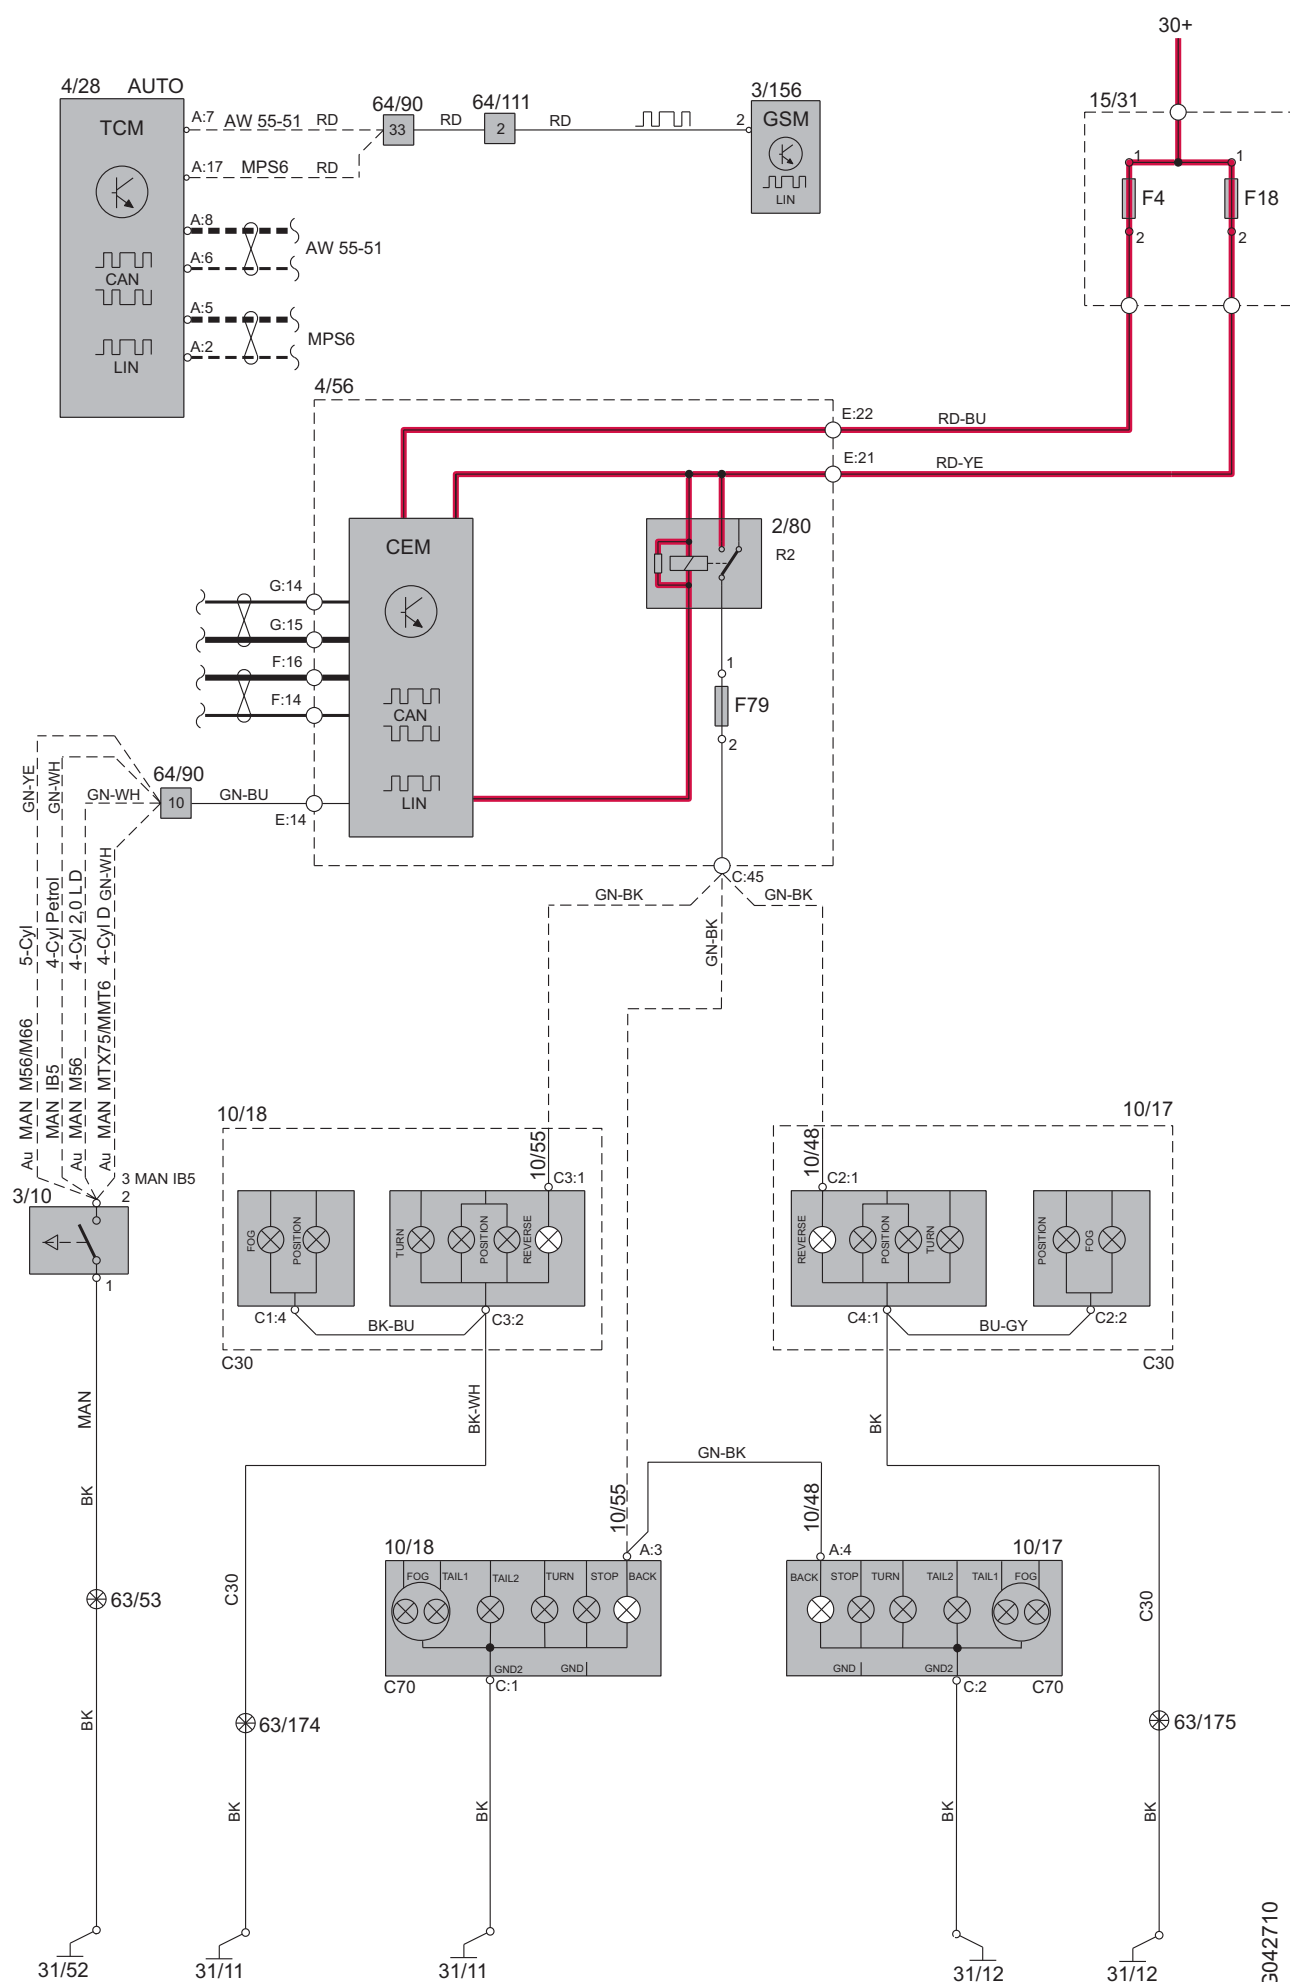 30+
4/28 AUTO
TCM
CAN
LIN
A:7 AW 55-51 RD
A:17 MPS6 RD
A:8
A:6
AW 55-51
A:5
A:2
MPS6
64/90
33
RD
64/111
2
RD
2
3/156
GSM
LIN
15/31
1
F4
2
1
F18
2
4/56
E:22
RD-BU
E:21
RD-YE
CEM
CAN
LIN
2/80
R2
G:14
G:15
F:16
F:14
1
F79
2
64/90
10
GN-BU
E:14
GN-YE
GN-WH
GN-WH
GN-WH
Au MAN M56/M66 5-Cyl
MAN IB5 4-Cyl Petrol
Au MAN M56 4-Cyl 2,0 L D
Au MAN MTX75/MMT6 4-Cyl D
C:45
GN-BK
GN-BK
GN-BK
3 MAN IB5
3/10
2
1
MAN
BK
63/53
BK
31/52
10/18
10/55
C3:1
FOG
POSITION
TURN
POSITION
REVERSE
C1:4
BK-BU
C3:2
C30
BK-WH
C30
63/174
BK
31/11
10/17
10/48
C2:1
REVERSE
POSITION
TURN
POSITION
FOG
C4:1
BU-GY
C2:2
C30
BK
C30
63/175
BK
31/12
GN-BK
10/55
10/18
A:3
FOG
TAIL1
TAIL2
TURN
STOP
BACK
GND2
GND
C70
C:1
BK
31/11
10/48
A:4
10/17
BACK
STOP
TURN
TAIL2
TAIL1
FOG
GND
GND2
C:2
C70
BK
31/12
G042710